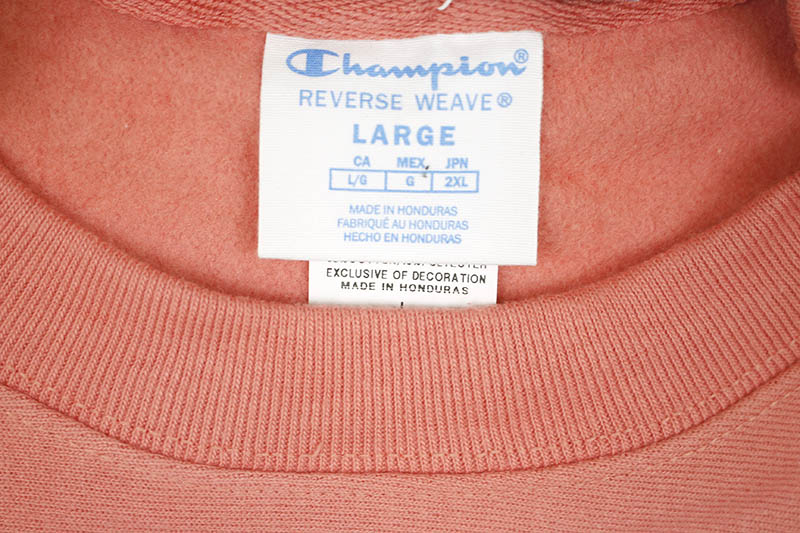 Champion®
REVERSE WEAVE®
LARGE
CA MEX JPN
L/G G 2XL
MADE IN HONDURAS
FABRIQUÉ AU HONDURAS
HECHO EN HONDURAS
EXCLUSIVE OF DECORATION
MADE IN HONDURAS